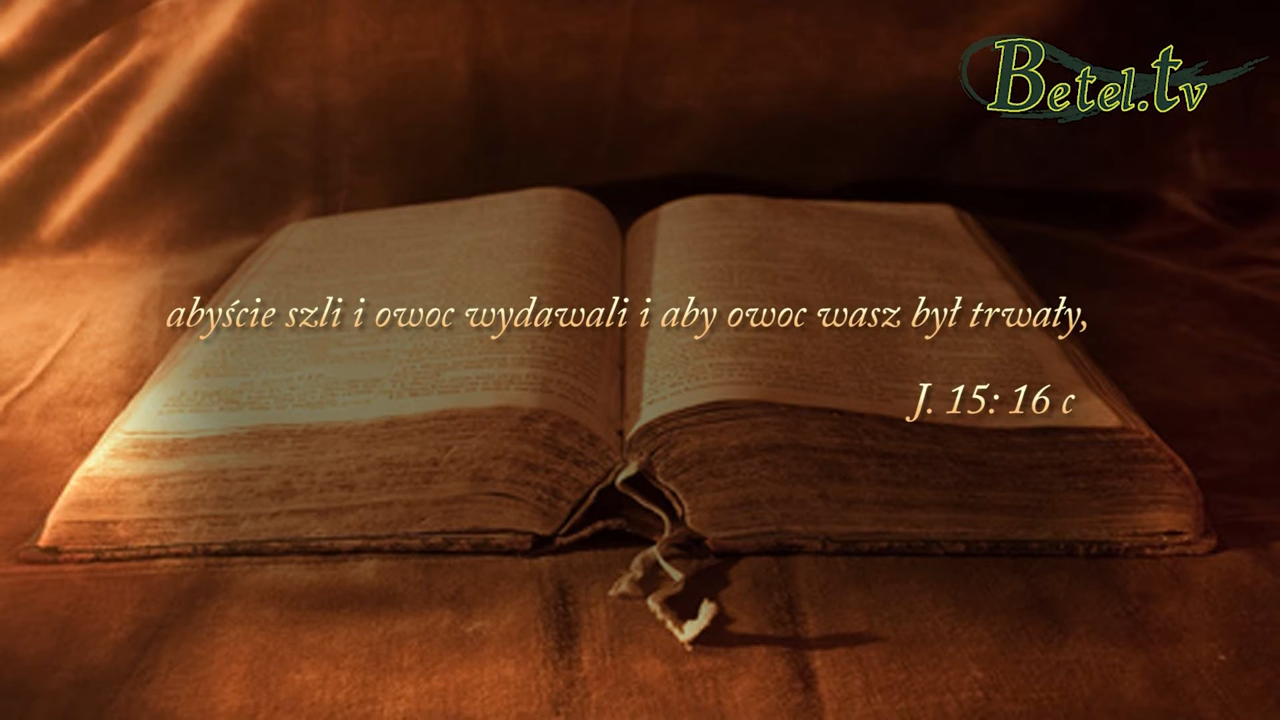 Betel.tv
abyście szli i owoc wydawali i aby owoc wasz był trwały,
J. 15: 16 c